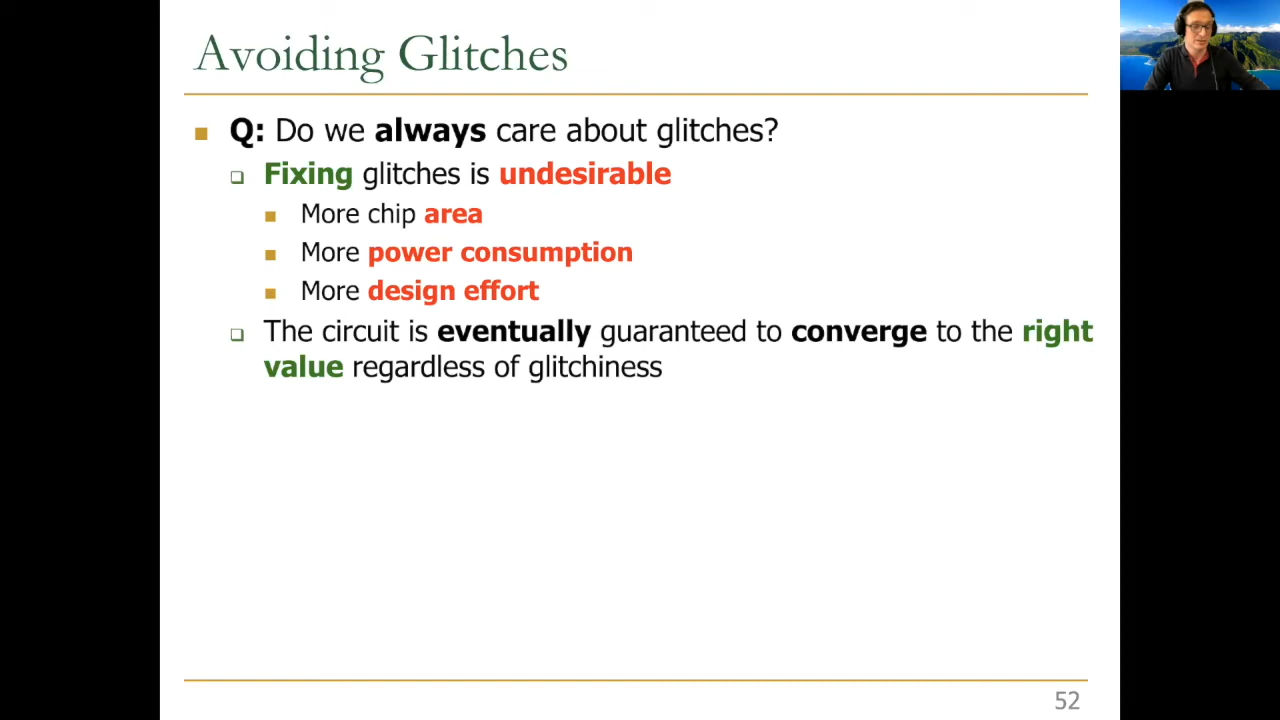 Avoiding Glitches
Q: Do we always care about glitches?
Fixing glitches is undesirable
More chip area
More power consumption
More design effort
The circuit is eventually guaranteed to converge to the right
value regardless of glitchiness
52